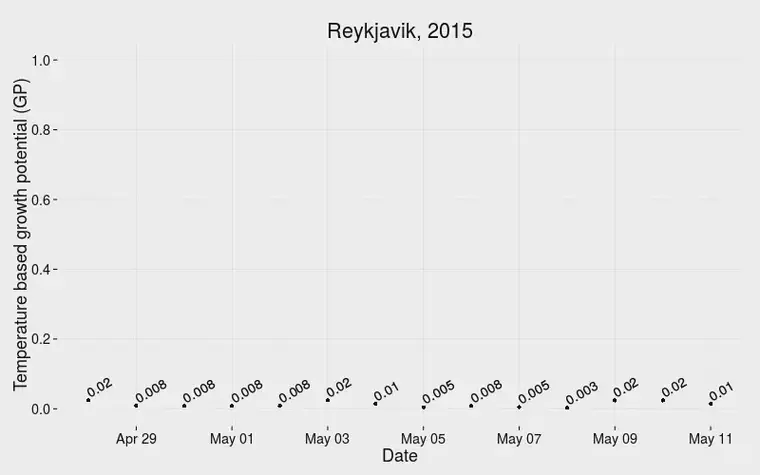 Reykjavik, 2015
Temperature based growth potential (GP)
1.0
0.8
0.6
0.4
0.2
0.0
0.02
0.008
0.008
0.008
0.008
0.02
0.01
0.005
0.008
0.005
0.003
0.02
0.02
0.01
Apr 29
May 01
May 03
May 05
May 07
May 09
May 11
Date